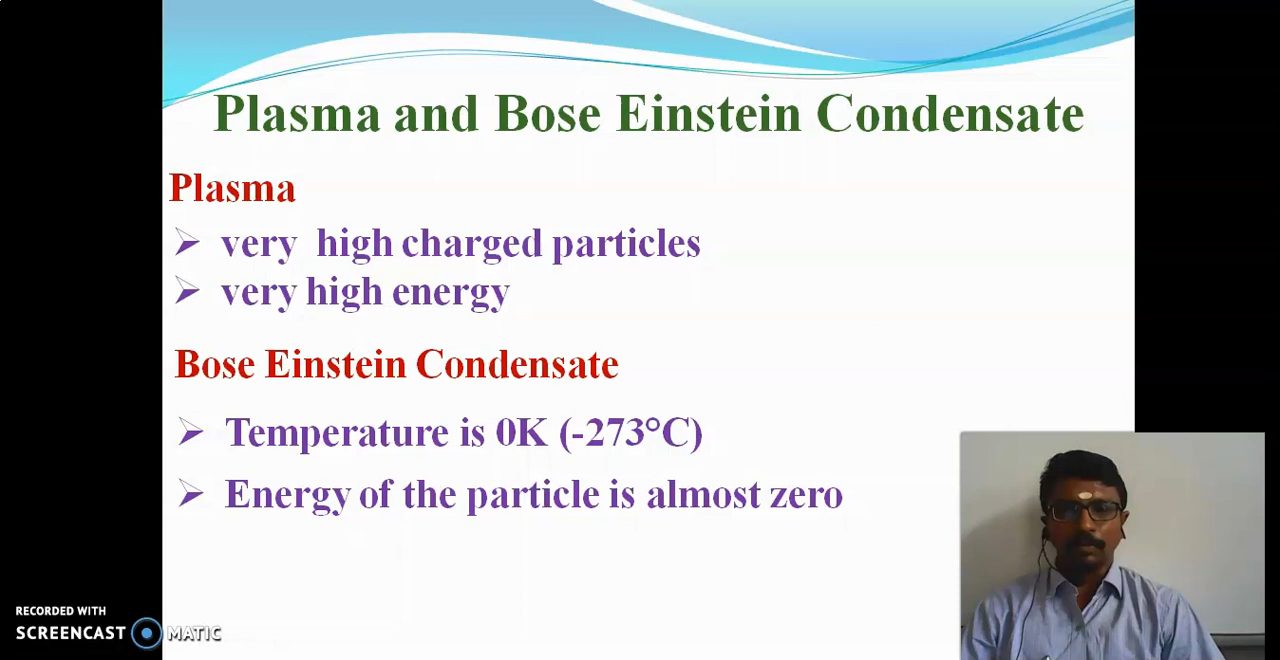 Plasma and Bose Einstein Condensate
Plasma
very high charged particles
very high energy
Bose Einstein Condensate
Temperature is 0K (-273°C)
Energy of the particle is almost zero
RECORDED WITH
SCREENCAST MATIC